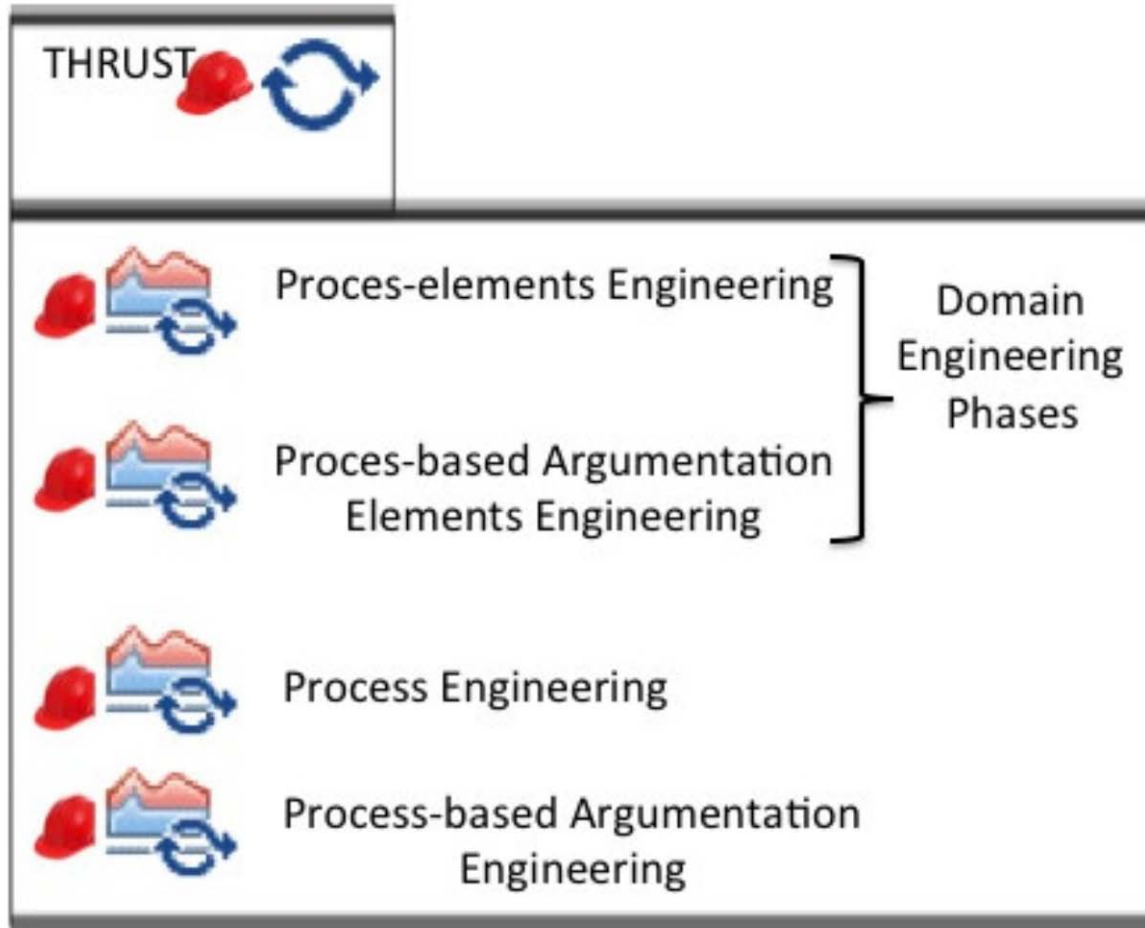 THRUST
Proces-elements Engineering
Domain
Engineering
Phases
Proces-based Argumentation
Elements Engineering
Process Engineering
Process-based Argumentation
Engineering